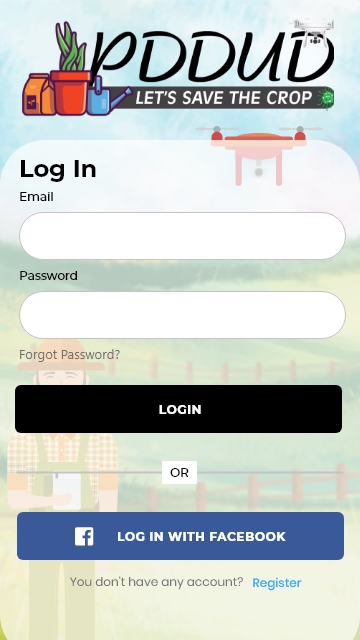 PDDUD
LET'S SAVE THE CROP
Log In
Email
Password
Forgot Password?
LOGIN
OR
LOG IN WITH FACEBOOK
You don't have any account? Register